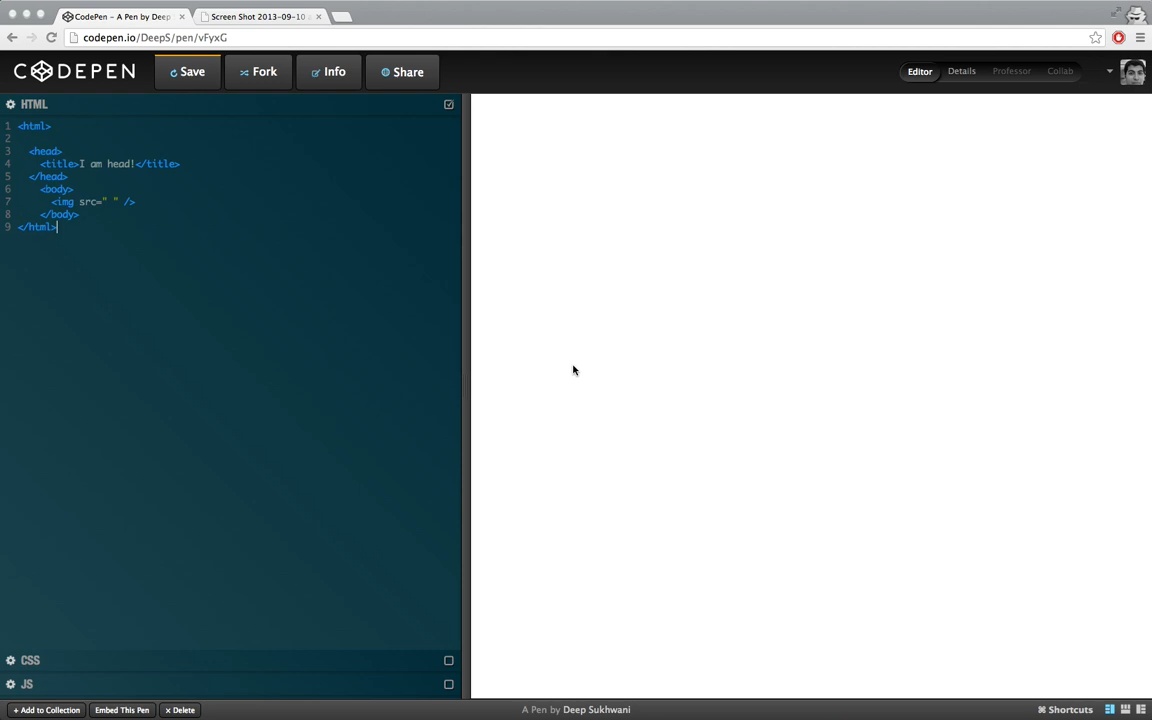 CodePen - A Pen by Deep
Screen Shot 2013-09-10
codepen.io/DeepS/pen/vFyxG
CODEPEN
Save
Fork
Info
Share
Editor
Details
Professor
Collab
HTML
1 <html>
2
3 <head>
4 <title>I am head!</title>
5 </head>
6 <body>
7 <img src=" " />
8 </body>
9 </html>
CSS
JS
+ Add to Collection
Embed This Pen
× Delete
A Pen by Deep Sukhwani
⌘ Shortcuts